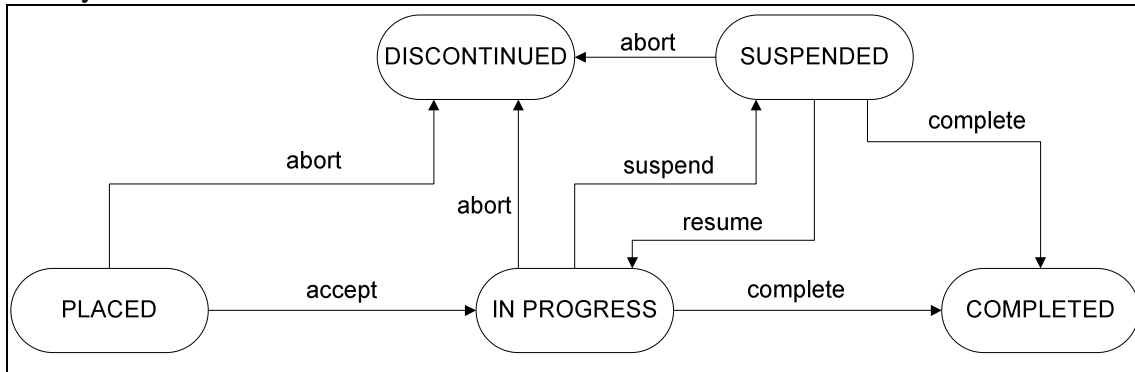 DISCONTINUED
abort
SUSPENDED
complete
abort
suspend
abort
resume
PLACED
accept
IN PROGRESS
complete
COMPLETED